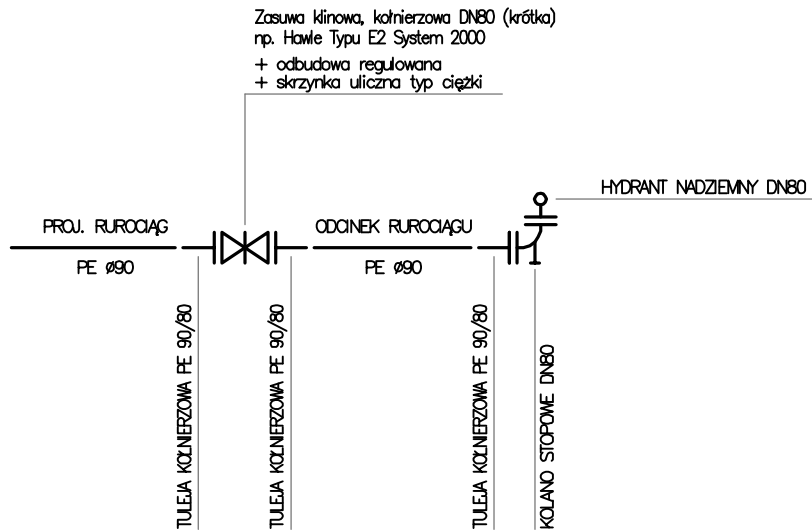 Zasuwa klinowa, kołnierzowa DN80 (krótka)
np. Hawle Typu E2 System 2000
+ odbudowa regulowana
+ skrzynka uliczna typ ciężki
HYDRANT NADZIEMNY DN80
PROJ. RUROCIĄG
PE ø90
ODCINEK RUROCIĄGU
PE ø90
TULEJA KOŁNIERZOWA PE 90/80
TULEJA KOŁNIERZOWA PE 90/80
TULEJA KOŁNIERZOWA PE 90/80
KOLANO STOPOWE DN80